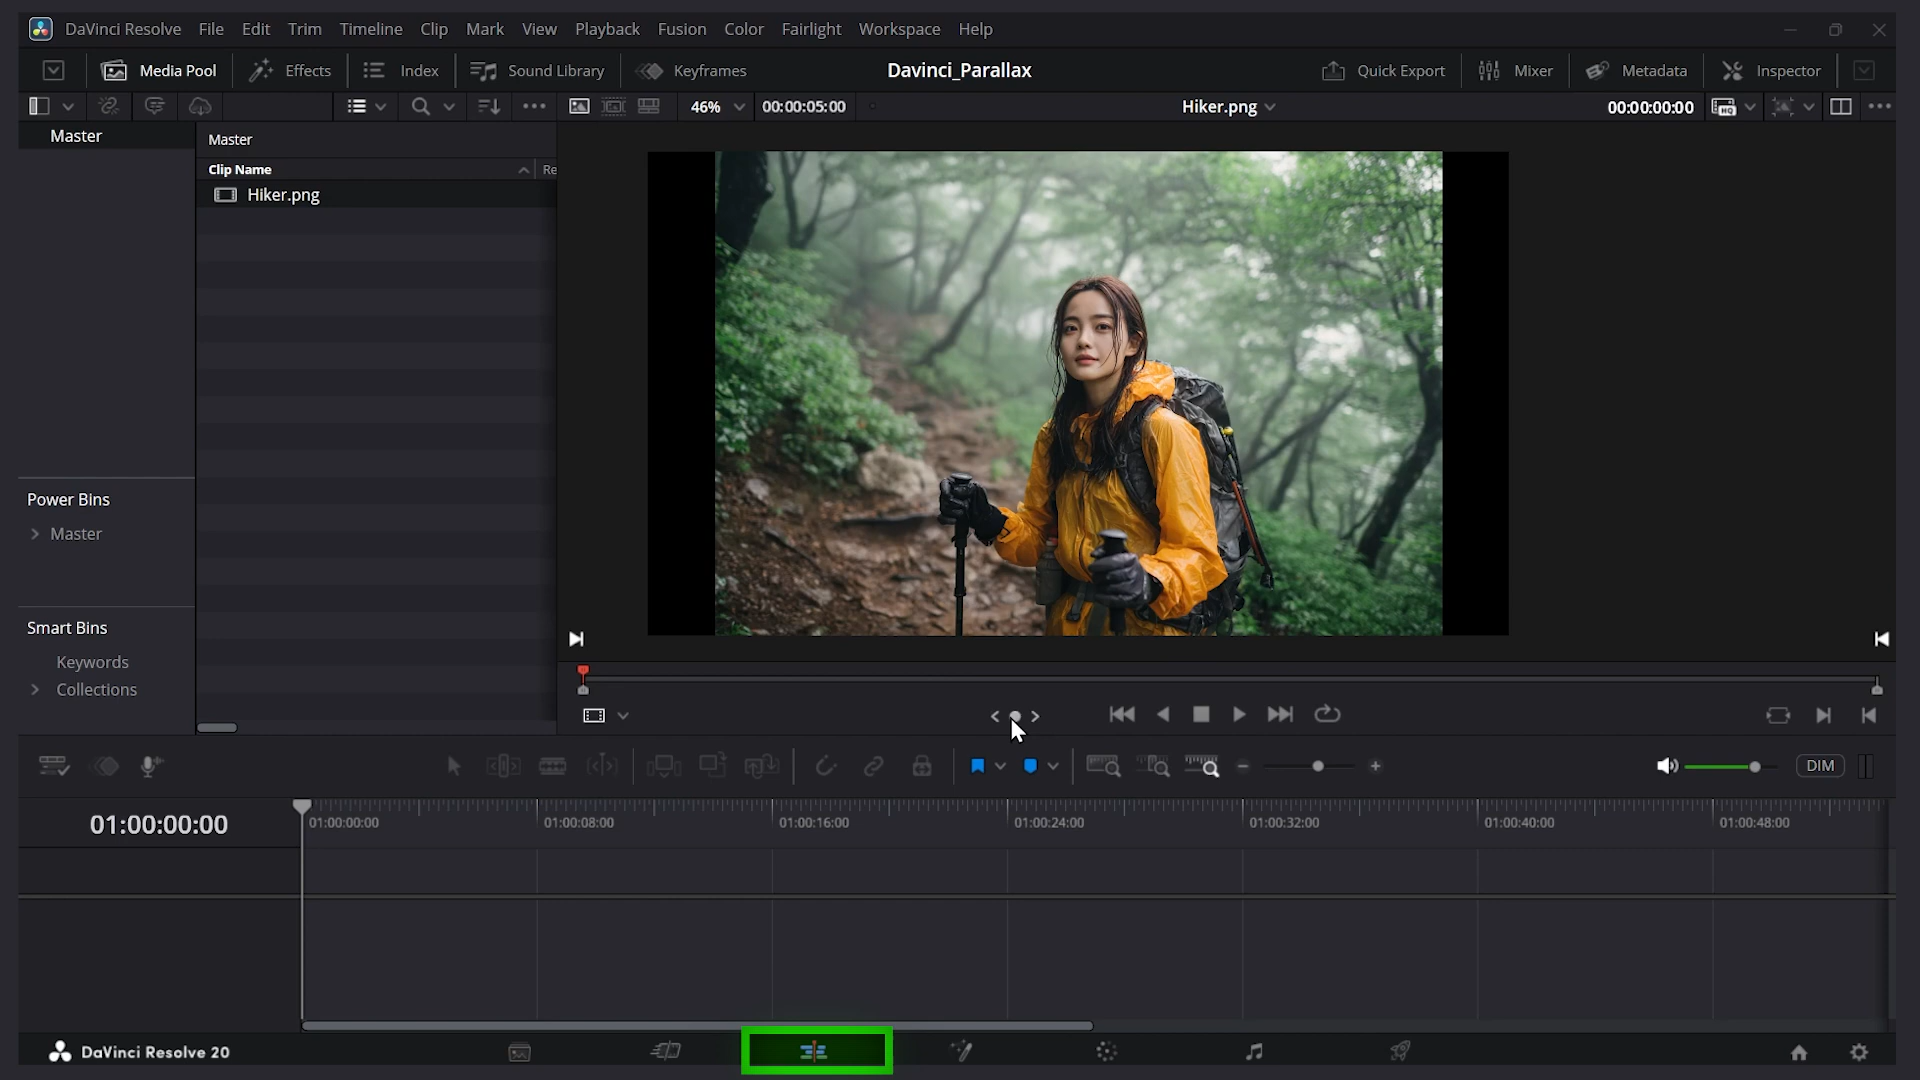 DaVinci Resolve File Edit Trim Timeline Clip Mark View Playback Fusion Color Fairlight Workspace Help
Media Pool Effects Index Sound Library Keyframes Davinci_Parallax Quick Export Mixer Metadata Inspector
46% 00:00:05:00 Hiker.png 00:00:00:00
Master
Master
Clip Name Re
Hiker.png
Power Bins
Master
Smart Bins
Keywords
Collections
DIM
01:00:00:00
01:00:00:00 01:00:08:00 01:00:16:00 01:00:24:00 01:00:32:00 01:00:40:00 01:00:48:00
DaVinci Resolve 20